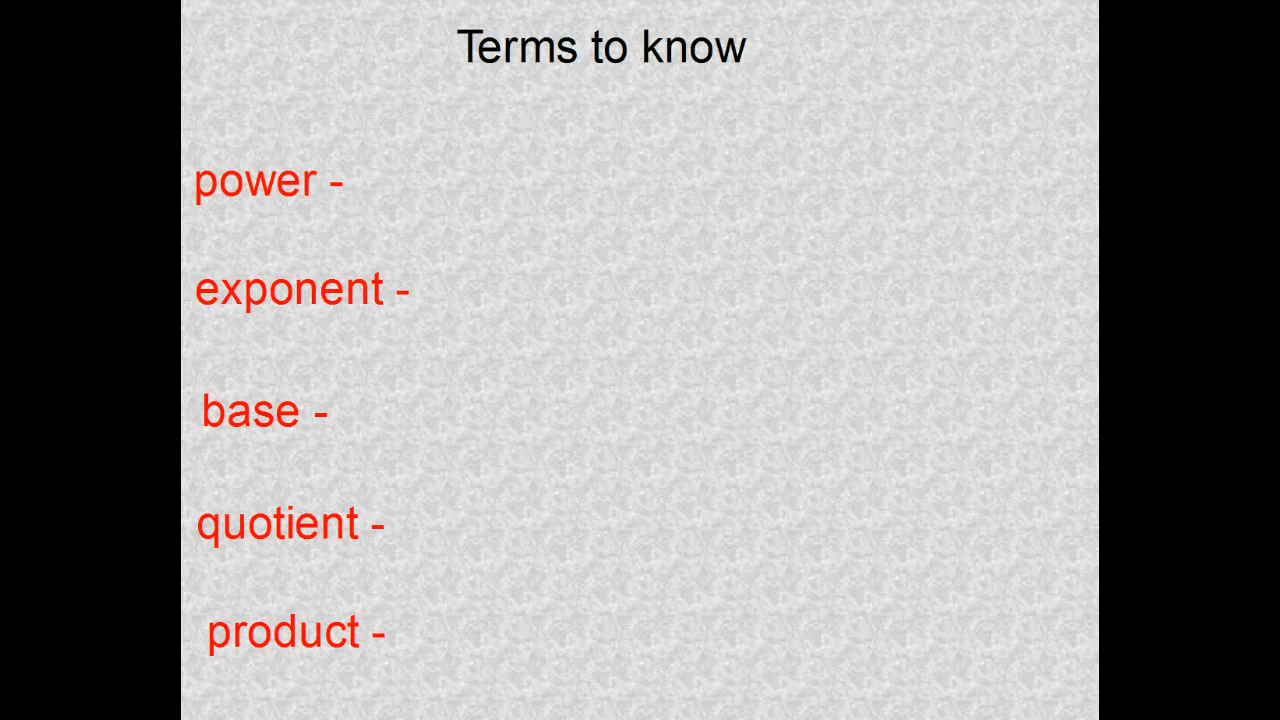 Terms to know
power -
exponent -
base -
quotient -
product -